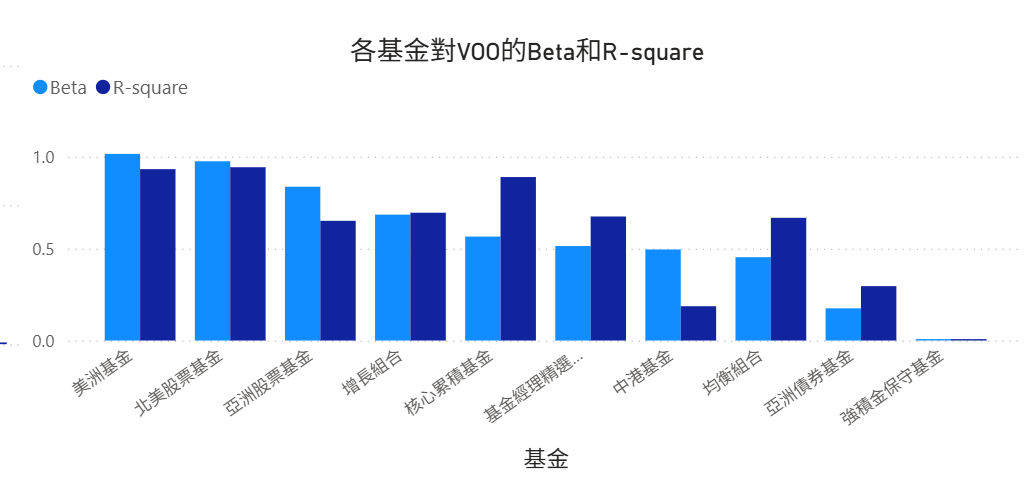 各基金對VOO的Beta和R-square
Beta R-square
1.0
0.5
0.0
美洲基金
北美股票基金
亞洲股票基金
增長組合
核心累積基金
基金經理精選...
中港基金
均衡組合
亞洲債券基金
強積金保守基金
基金